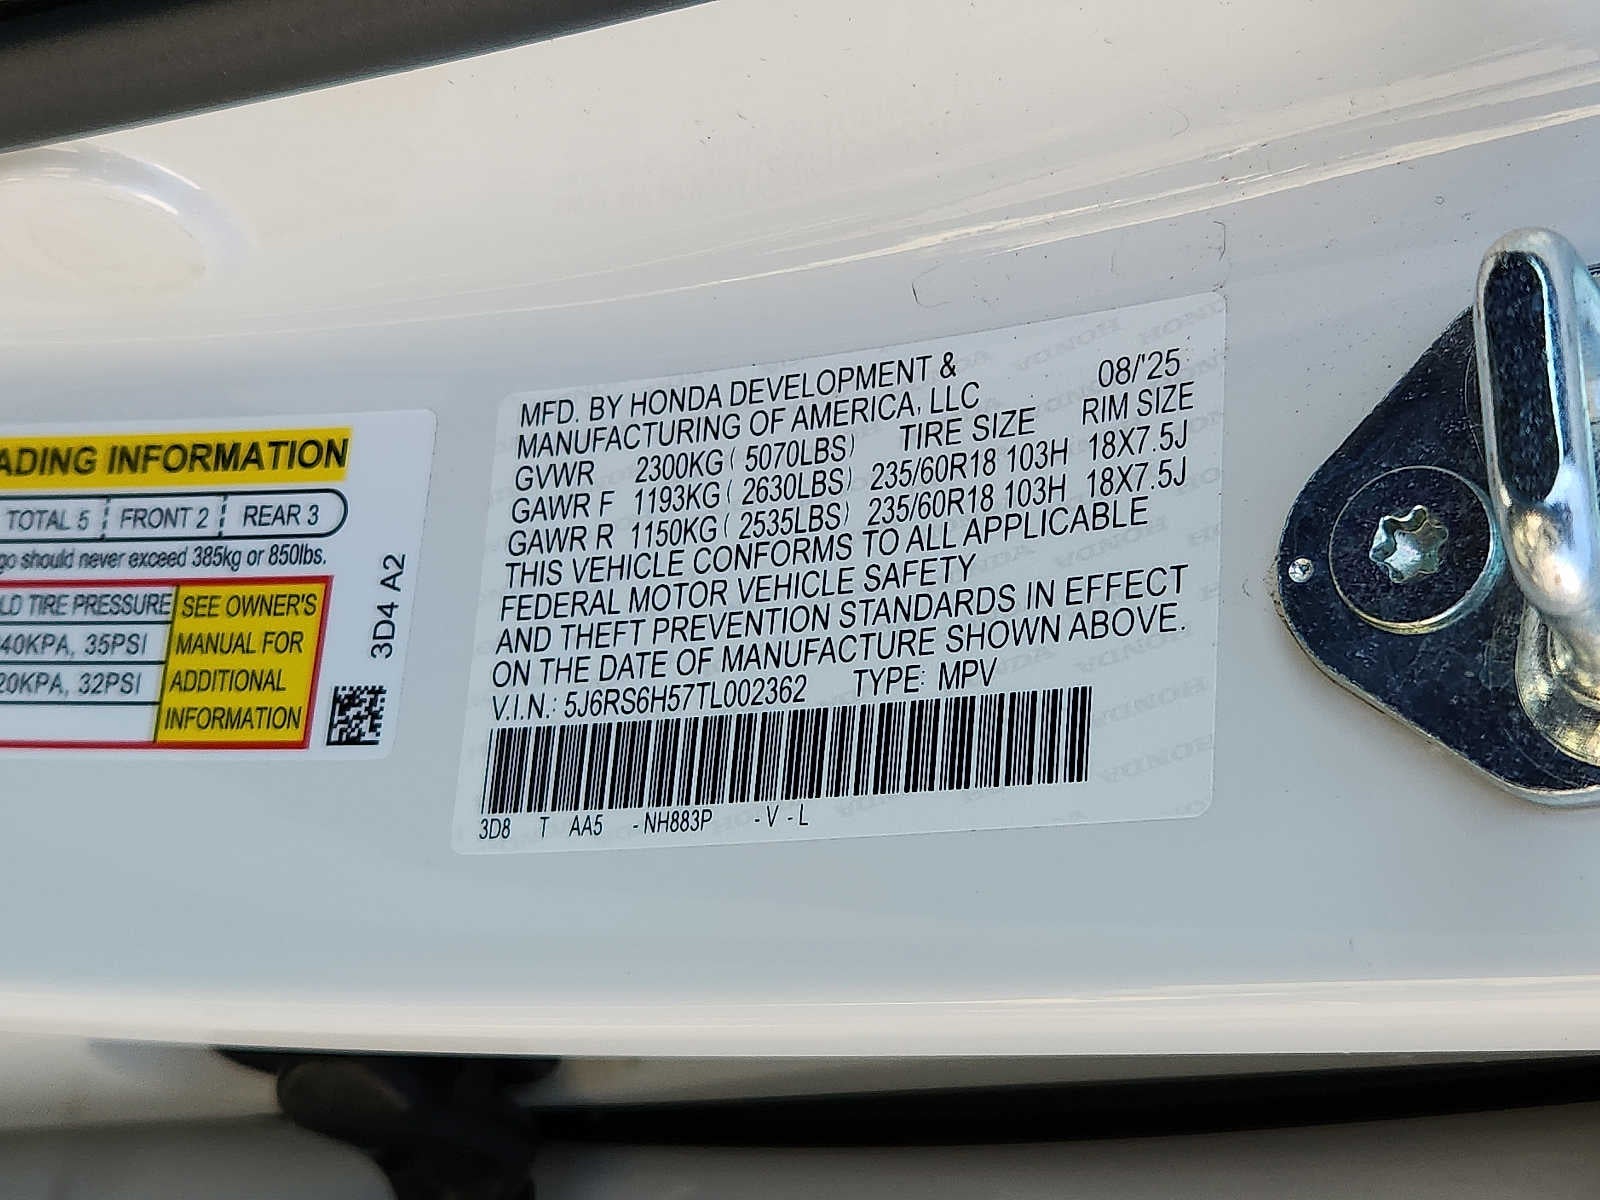 ADING INFORMATION
TOTAL 5 FRONT 2 REAR 3
go should never exceed 385kg or 850lbs.
LD TIRE PRESSURE
40KPA, 35PSI
20KPA, 32PSI
SEE OWNER'S
MANUAL FOR
ADDITIONAL
INFORMATION
3D4 A2
MFD. BY HONDA DEVELOPMENT & 08/'25
MANUFACTURING OF AMERICA, LLC
TIRE SIZE RIM SIZE
GVWR 2300KG ( 5070LBS)
GAWR F 1193KG ( 2630LBS) 235/60R18 103H 18X7.5J
GAWR R 1150KG ( 2535LBS) 235/60R18 103H 18X7.5J
THIS VEHICLE CONFORMS TO ALL APPLICABLE
FEDERAL MOTOR VEHICLE SAFETY
AND THEFT PREVENTION STANDARDS IN EFFECT
ON THE DATE OF MANUFACTURE SHOWN ABOVE.
V.I.N.: 5J6RS6H57TL002362 TYPE: MPV
3D8 T AA5 -NH883P -V-L